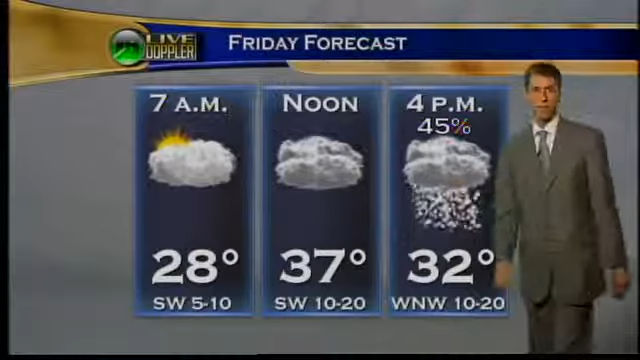 LIVE
DOPPLER
FRIDAY FORECAST
7 A.M.
NOON
4 P.M.
45%
28°
37°
32°
SW 5-10
SW 10-20
WNW 10-20